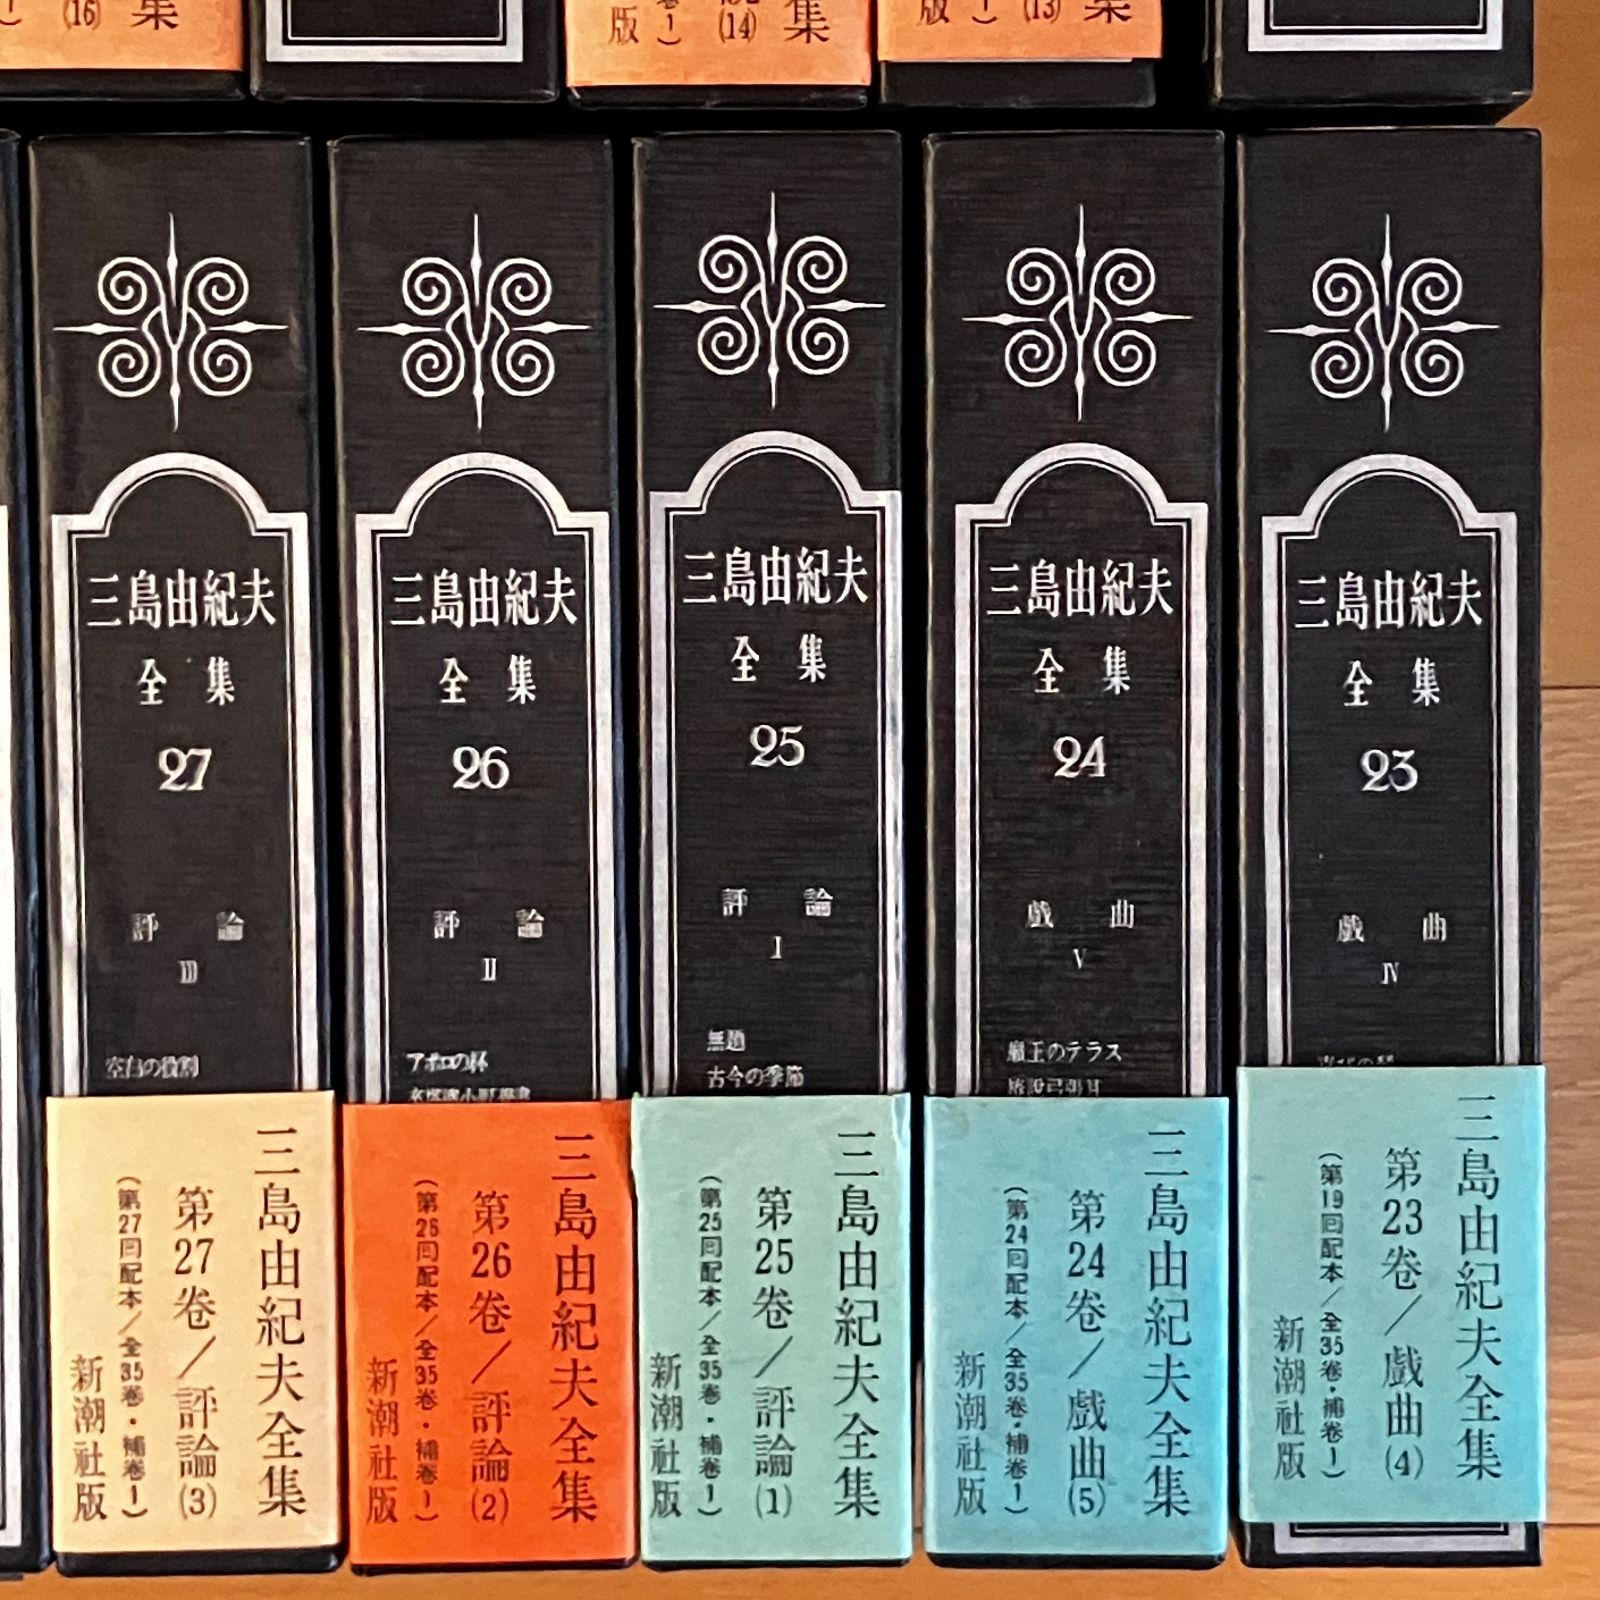 (16)
集
版
(14)
集
版
(13)
集
三島由紀夫
全集
27
評論
III
空白の役割
三島由紀夫全集
第27巻/評論(3)
(第27回配本/全35巻・補巻1)
新潮社版
三島由紀夫
全集
26
評論
II
アポロの杯
三島由紀夫全集
第26巻/評論(2)
(第26回配本/全35巻・補巻1)
新潮社版
三島由紀夫
全集
25
評論
I
無題
古今の季節
三島由紀夫全集
第25巻/評論(1)
(第25回配本/全35巻・補巻1)
新潮社版
三島由紀夫
全集
24
戯曲
V
癩王のテラス
三島由紀夫全集
第24巻/戯曲(5)
(第24回配本/全35巻・補巻1)
新潮社版
三島由紀夫
全集
23
戯曲
IV
三島由紀夫全集
第23巻/戯曲(4)
(第19回配本/全35巻・補巻1)
新潮社版